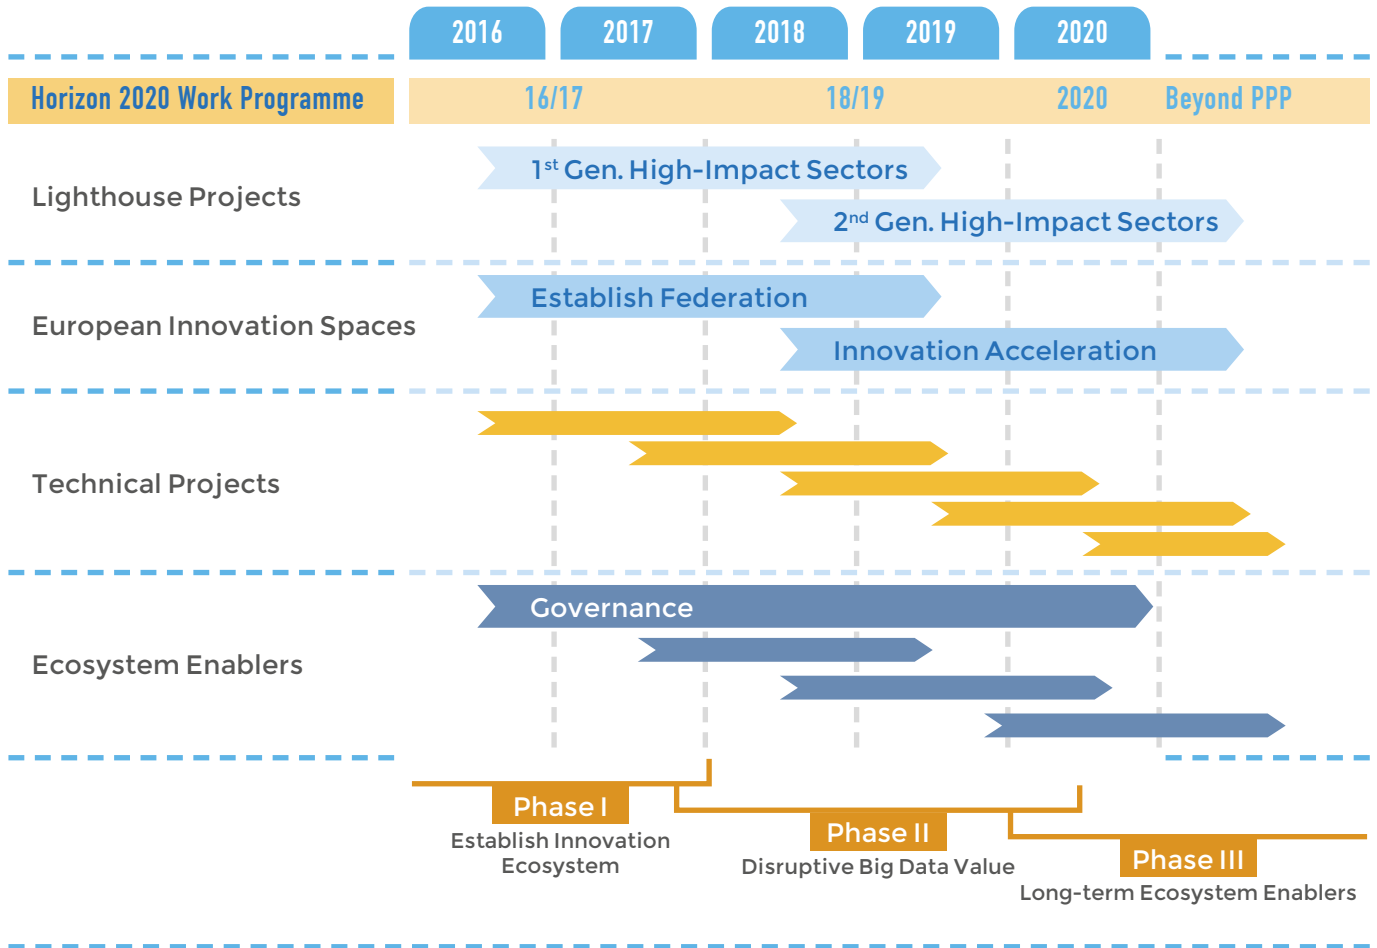 2016 2017 2018 2019 2020
Horizon 2020 Work Programme 16/17 18/19 2020 Beyond PPP
Lighthouse Projects
1st Gen. High-Impact Sectors
2nd Gen. High-Impact Sectors
European Innovation Spaces
Establish Federation
Innovation Acceleration
Technical Projects
Ecosystem Enablers
Governance
Phase I
Establish Innovation
Ecosystem
Phase II
Disruptive Big Data Value
Phase III
Long-term Ecosystem Enablers